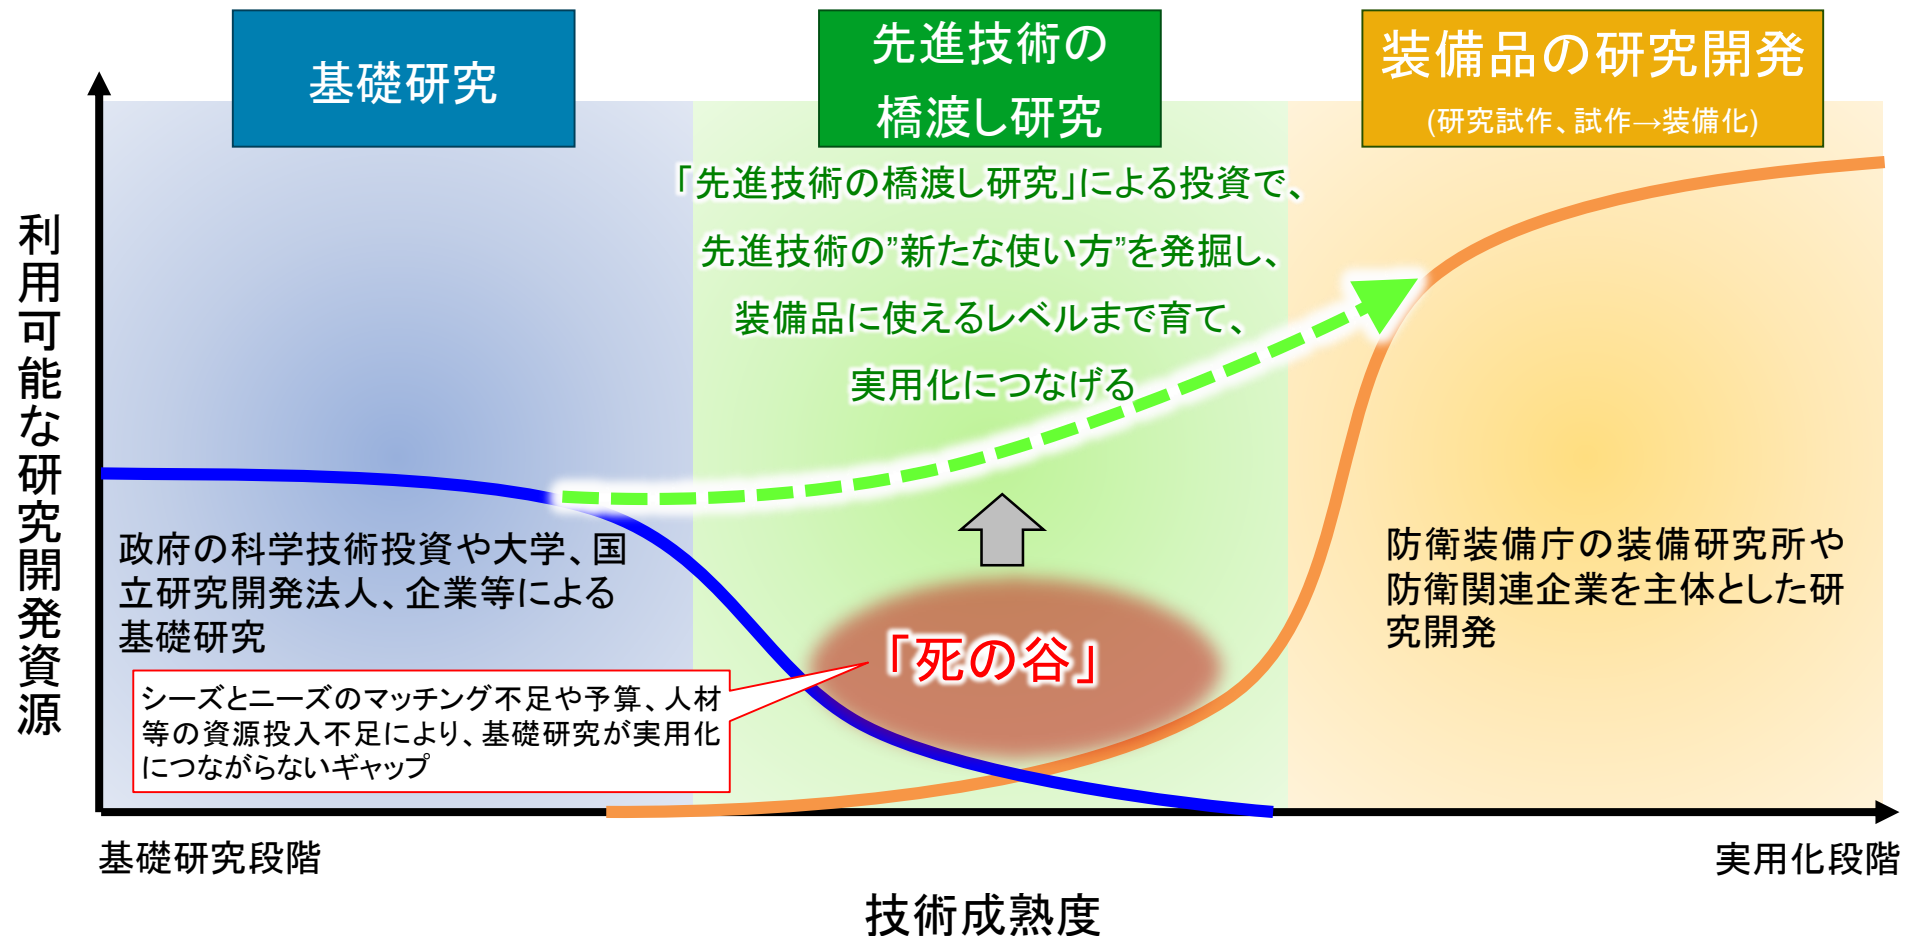 基礎研究
先進技術の
橋渡し研究
装備品の研究開発
(研究試作、試作→装備化)
「先進技術の橋渡し研究」による投資で、
先進技術の”新たな使い方”を発掘し、
装備品に使えるレベルまで育て、
実用化につなげる
利用可能な研究開発資源
政府の科学技術投資や大学、国
立研究開発法人、企業等による
基礎研究
「死の谷」
シーズとニーズのマッチング不足や予算、人材
等の資源投入不足により、基礎研究が実用化
につながらないギャップ
防衛装備庁の装備研究所や
防衛関連企業を主体とした研
究開発
基礎研究段階
実用化段階
技術成熟度